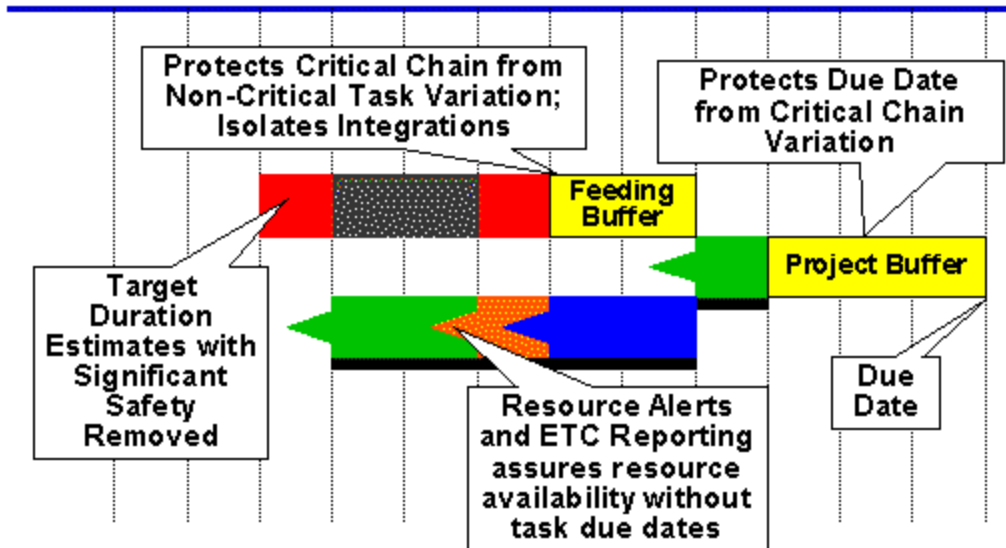 Protects Critical Chain from
Non-Critical Task Variation;
Isolates Integrations
Protects Due Date
from Critical Chain
Variation
Feeding
Buffer
Project Buffer
Target
Duration
Estimates with
Significant
Safety
Removed
Resource Alerts
and ETC Reporting
assures resource
availability without
task due dates
Due
Date